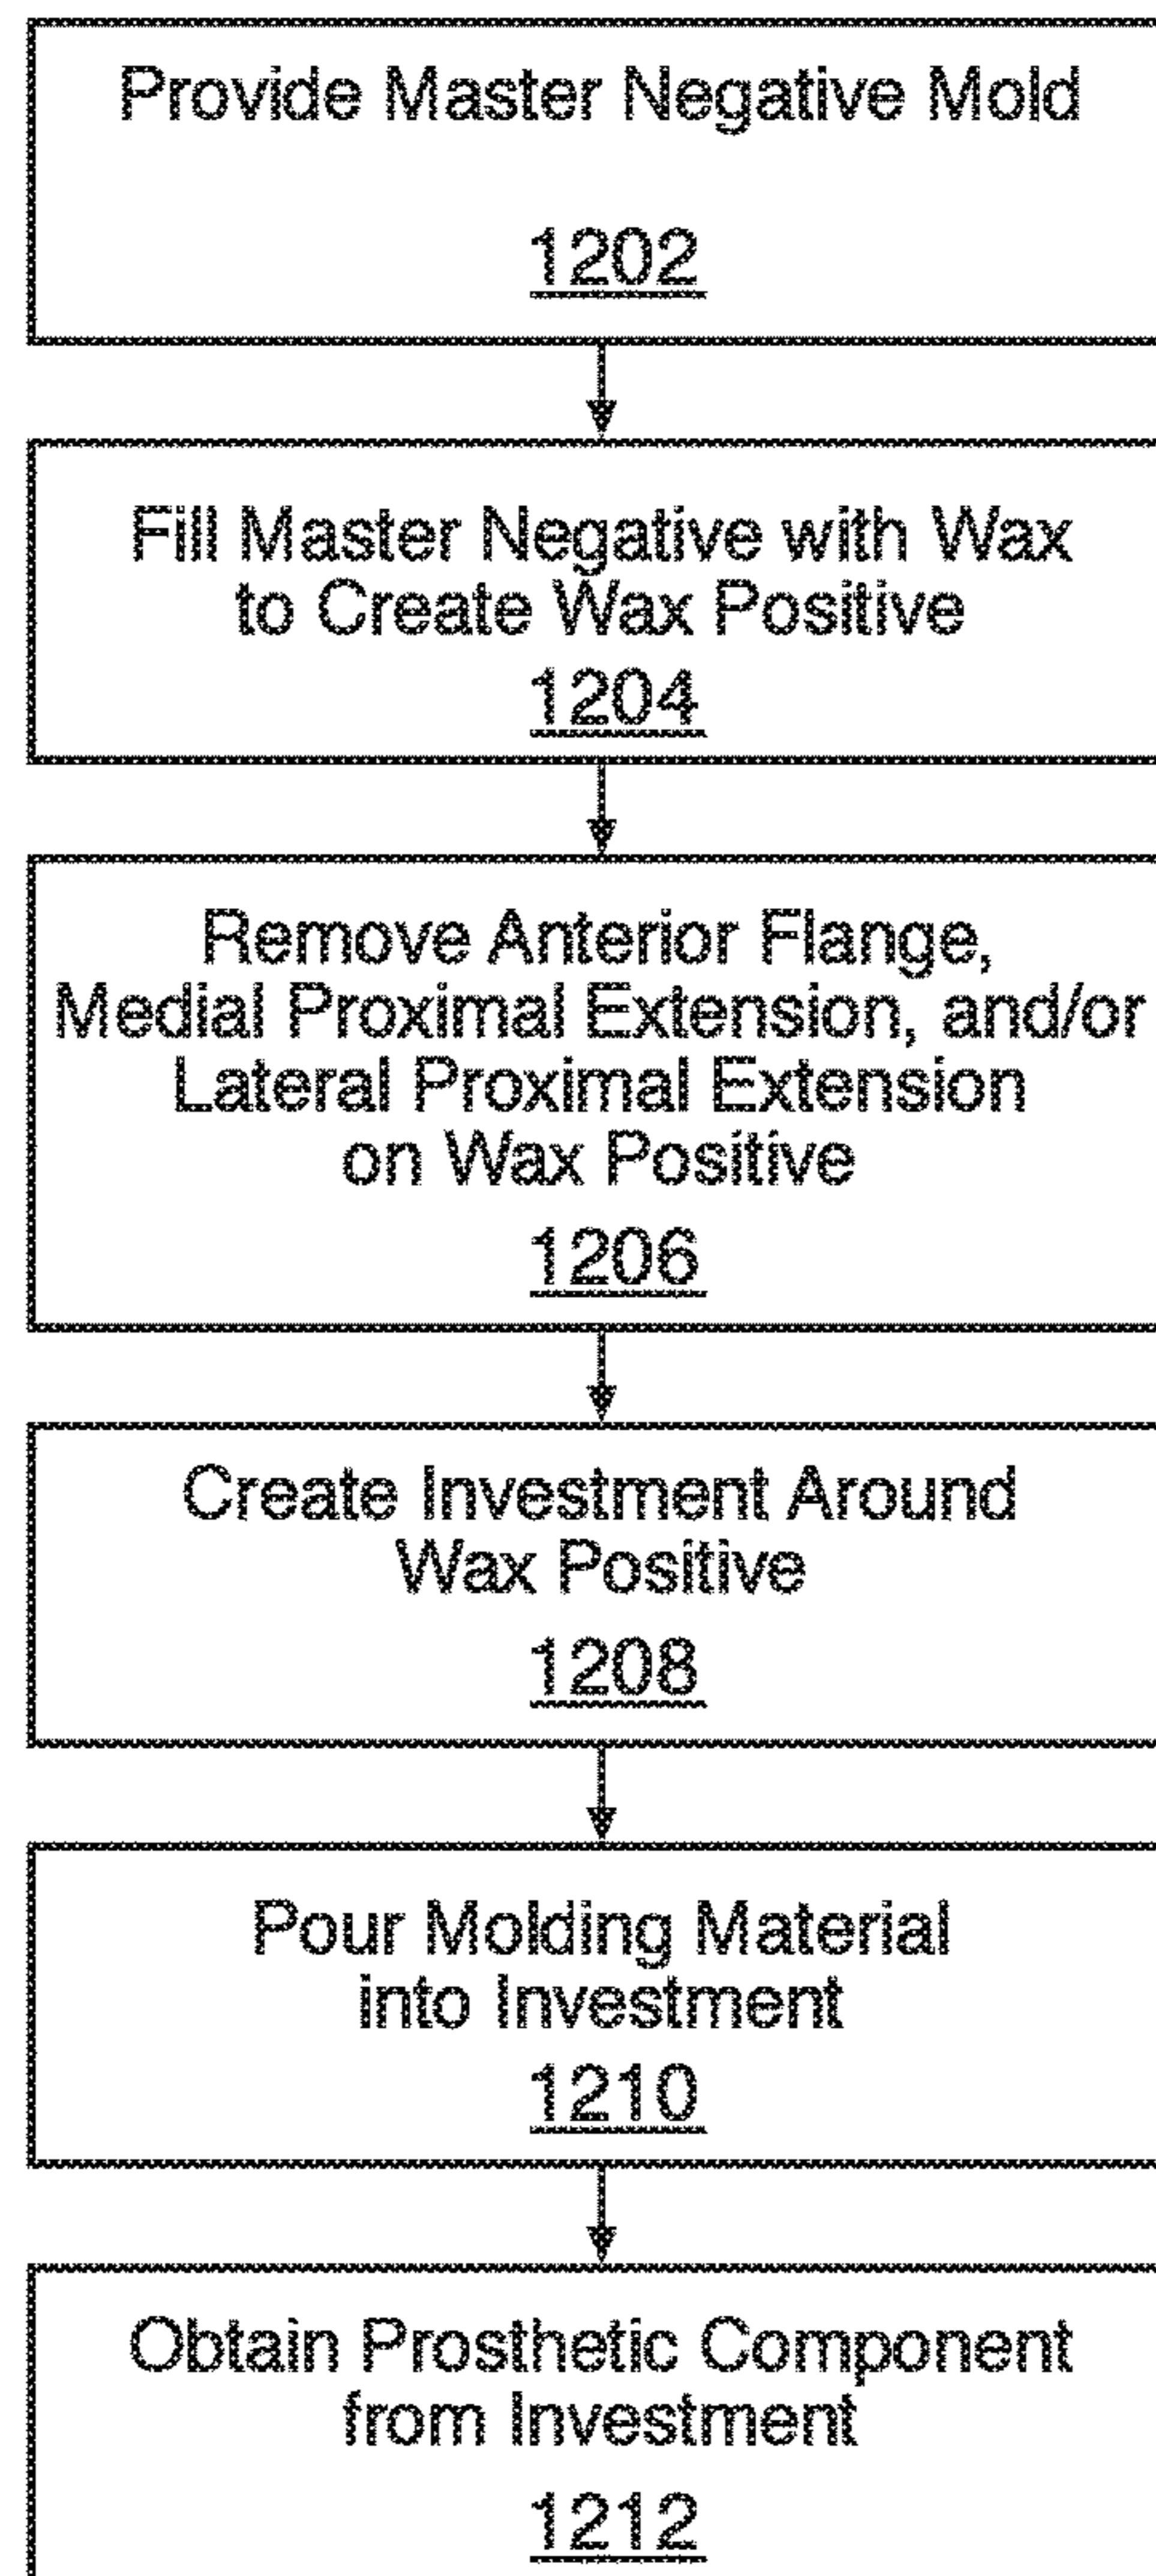 Provide Master Negative Mold
1202
Fill Master Negative with Wax
to Create Wax Positive
1204
Remove Anterior Flange,
Medial Proximal Extension, and/or
Lateral Proximal Extension
on Wax Positive
1206
Create Investment Around
Wax Positive
1208
Pour Molding Material
into Investment
1210
Obtain Prosthetic Component
from Investment
1212